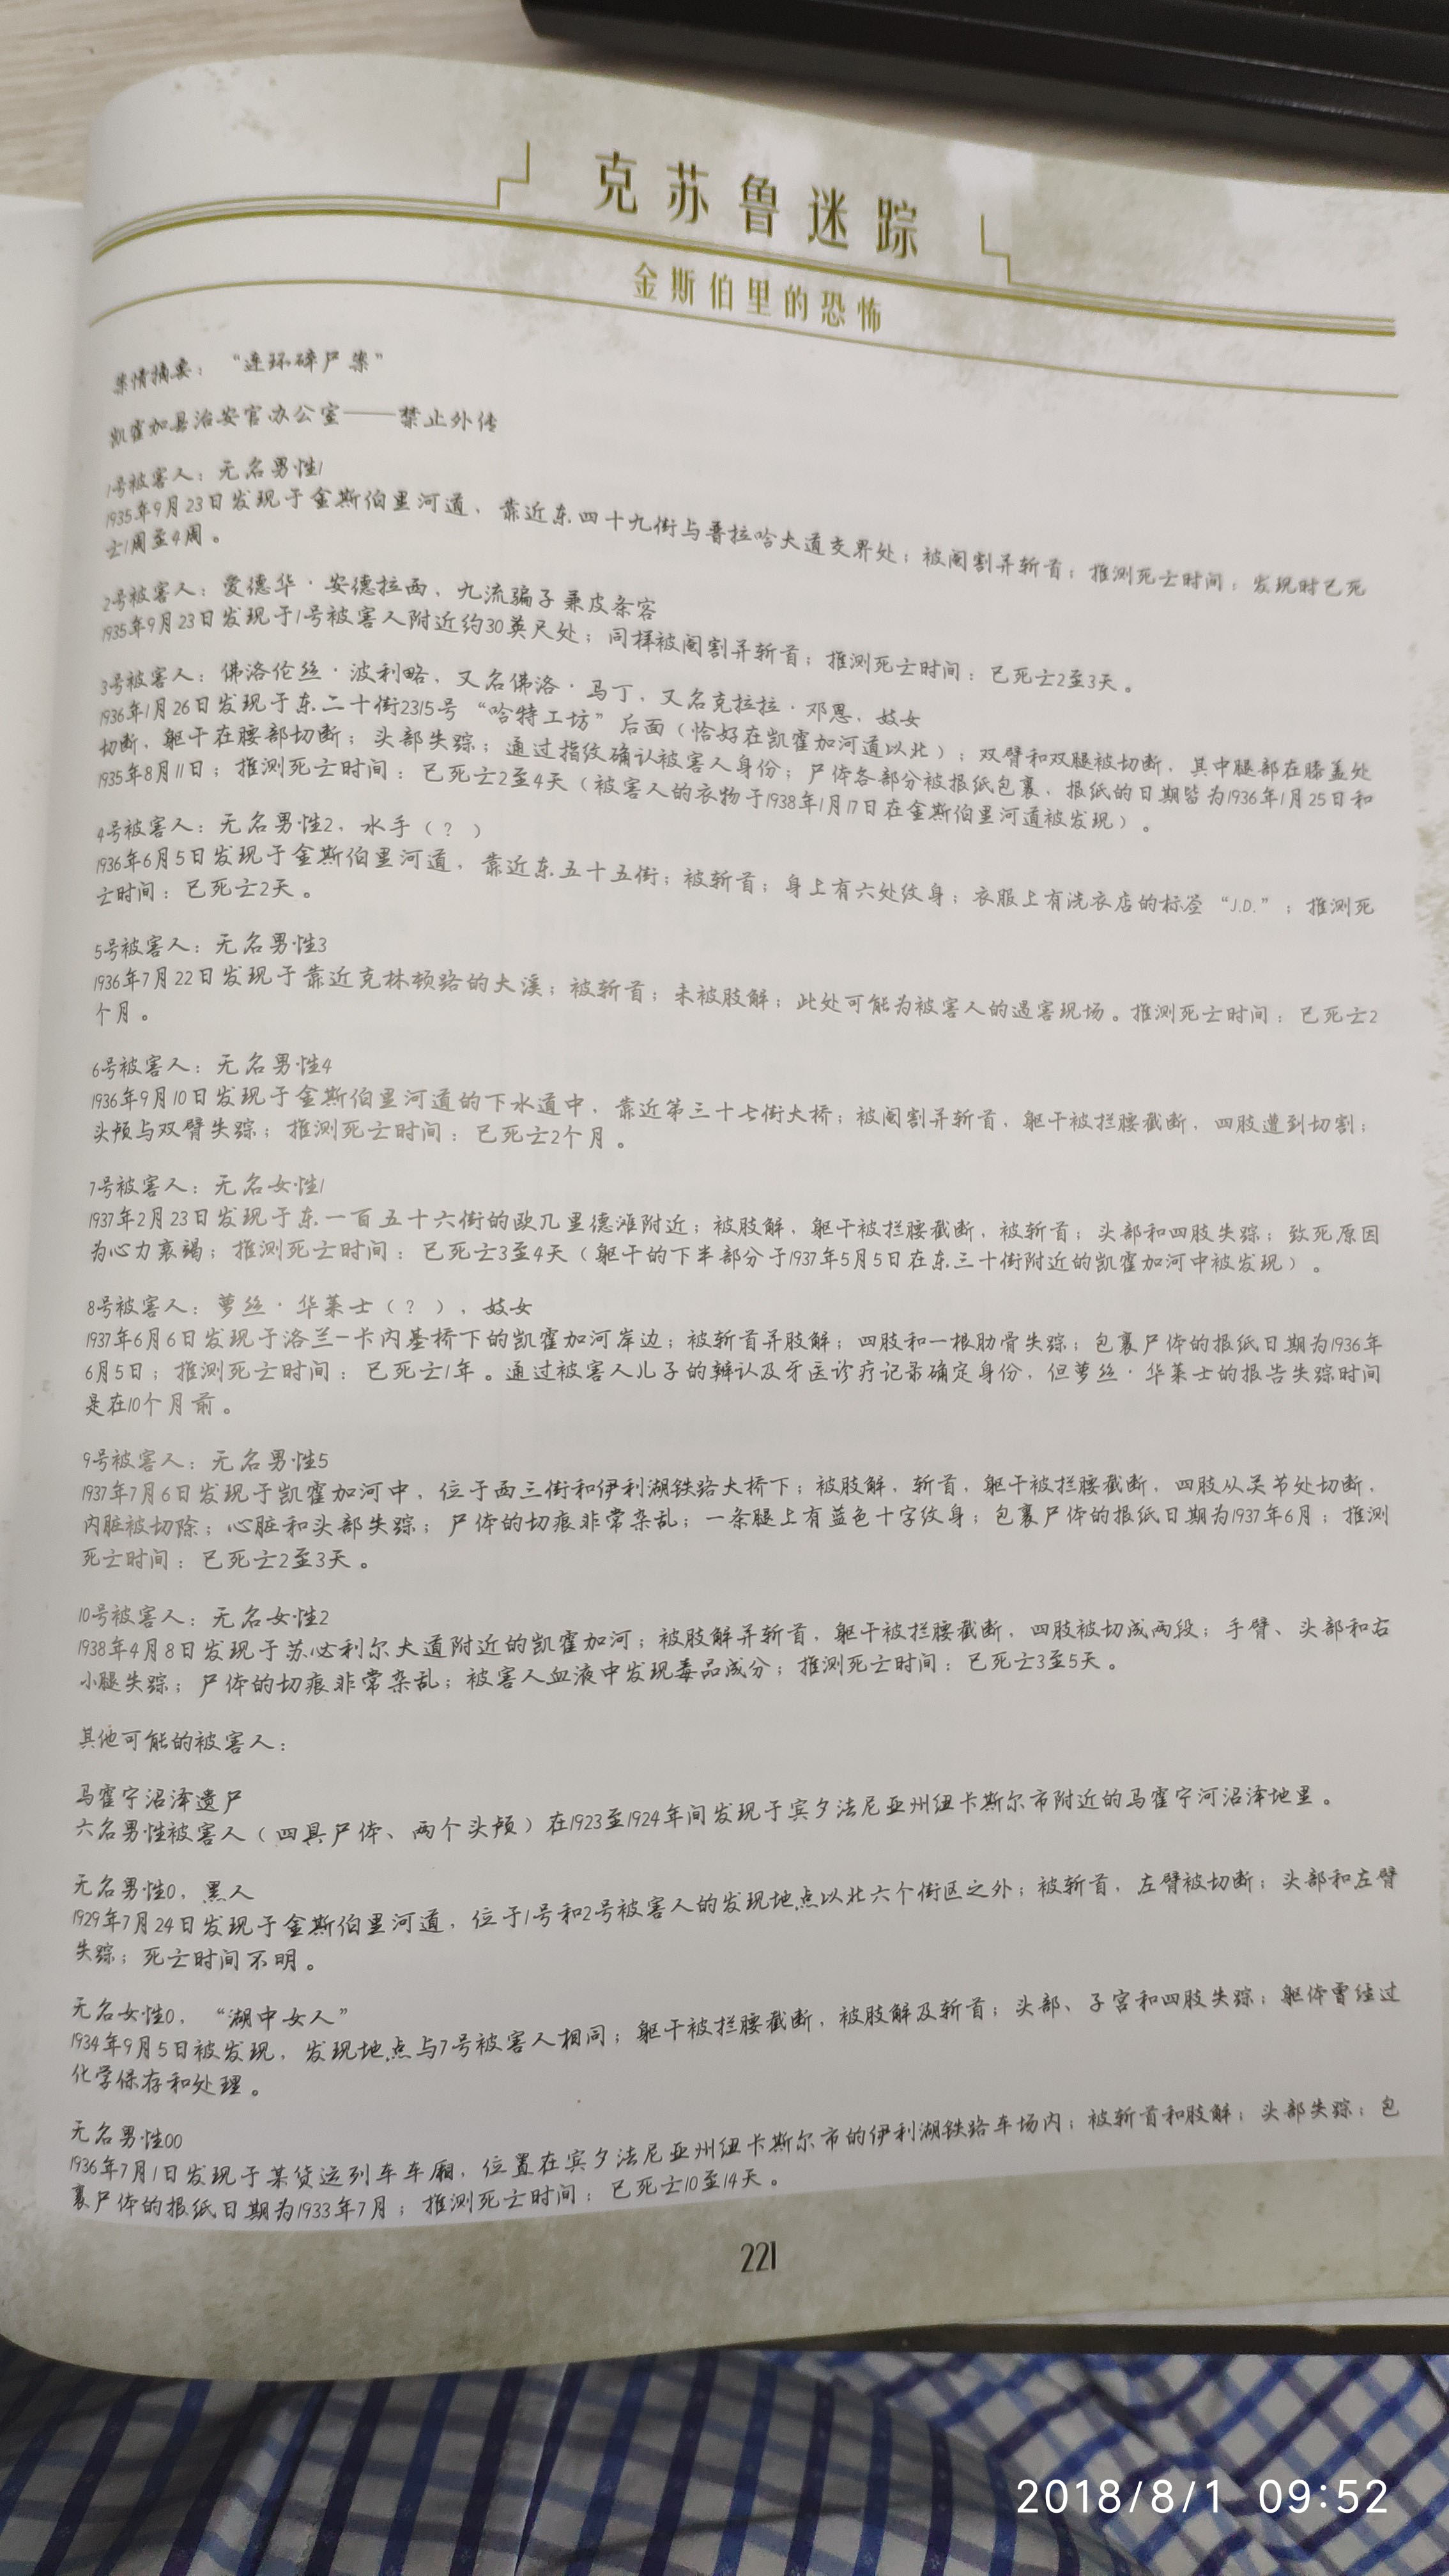 克苏鲁迷踪
金斯伯里的恐怖
案情摘要：“连环碎尸案”
凯霍加县治安官办公室——禁止外传
1号被害人：无名男性1
1935年9月23日发现于金斯伯里河道，靠近东四十九街与普拉哈大道交界处；被阉割并斩首；推测死亡时间：发现时已死
亡1周至4周。
2号被害人：爱德华·安德拉西，九流骗子兼皮条客
1935年9月23日发现于1号被害人附近约30英尺处；同样被阉割并斩首；推测死亡时间：已死亡2至3天。
3号被害人：佛洛伦丝·波利略，又名佛洛·马丁，又名克拉拉·邓恩，妓女
1936年1月26日发现于东二十街2315号“哈特工坊”后面（恰好在凯霍加河道以北）；双臂和双腿被切断，其中腿部在膝盖处
切断，躯干在腰部切断；头部失踪；通过指纹确认被害人身份；尸体各部分被报纸包裹，报纸的日期皆为1936年1月25日和
1935年8月11日；推测死亡时间：已死亡2至4天（被害人的衣物于1938年1月17日在金斯伯里河道被发现）。
4号被害人：无名男性2，水手（？）
1936年6月5日发现于金斯伯里河道，靠近东五十五街；被斩首；身上有六处纹身；衣服上有洗衣店的标签“J.D.”；推测死
亡时间：已死亡2天。
5号被害人：无名男性3
1936年7月22日发现于靠近克林顿路的大溪；被斩首；未被肢解；此处可能为被害人的遇害现场。推测死亡时间：已死亡2
个月。
6号被害人：无名男性4
1936年9月10日发现于金斯伯里河道的下水道中，靠近第三十七街大桥；被阉割并斩首，躯干被拦腰截断，四肢遭到切割；
头颅与双臂失踪；推测死亡时间：已死亡2个月。
7号被害人：无名女性1
1937年2月23日发现于东一百五十六街的欧几里德滩附近；被肢解，躯干被拦腰截断，被斩首；头部和四肢失踪；致死原因
为心力衰竭；推测死亡时间：已死亡3至4天（躯干的下半部分于1937年5月5日在东三十街附近的凯霍加河中被发现）。
8号被害人：萝丝·华莱士（？），妓女
1937年6月6日发现于洛兰-卡内基桥下的凯霍加河岸边；被斩首并肢解；四肢和一根肋骨失踪；包裹尸体的报纸日期为1936年
6月5日；推测死亡时间：已死亡1年。通过被害人儿子的辨认及牙医诊疗记录确定身份，但萝丝·华莱士的报告失踪时间
是在10个月前。
9号被害人：无名男性5
1937年7月6日发现于凯霍加河中，位于西三街和伊利湖铁路大桥下；被肢解，斩首，躯干被拦腰截断，四肢从关节处切断，
内脏被切除；心脏和头部失踪；尸体的切痕非常杂乱；一条腿上有蓝色十字纹身；包裹尸体的报纸日期为1937年6月；推测
死亡时间：已死亡2至3天。
10号被害人：无名女性2
1938年4月8日发现于苏必利尔大道附近的凯霍加河；被肢解并斩首，躯干被拦腰截断，四肢被切成两段；手臂、头部和右
小腿失踪；尸体的切痕非常杂乱；被害人血液中发现毒品成分；推测死亡时间：已死亡3至5天。
其他可能的被害人：
马霍宁沼泽遗尸
六名男性被害人（四具尸体、两个头颅）在1923至1924年间发现于宾夕法尼亚州纽卡斯尔市附近的马霍宁河沼泽地里。
无名男性0，黑人
1929年7月24日发现于金斯伯里河道，位于1号和2号被害人的发现地点以北六个街区之外；被斩首，左臂被切断；头部和左臂
失踪；死亡时间不明。
无名女性0，“湖中女人”
1934年9月5日被发现，发现地点与7号被害人相同；躯干被拦腰截断，被肢解及斩首；头部、子宫和四肢失踪；躯体曾经过
化学保存和处理。
无名男性00
1936年7月1日发现于某货运列车车厢，位置在宾夕法尼亚州纽卡斯尔市的伊利湖铁路车场内；被斩首和肢解；头部失踪；包
裹尸体的报纸日期为1933年7月；推测死亡时间：已死亡10至14天。
221
2018/8/1 09:52